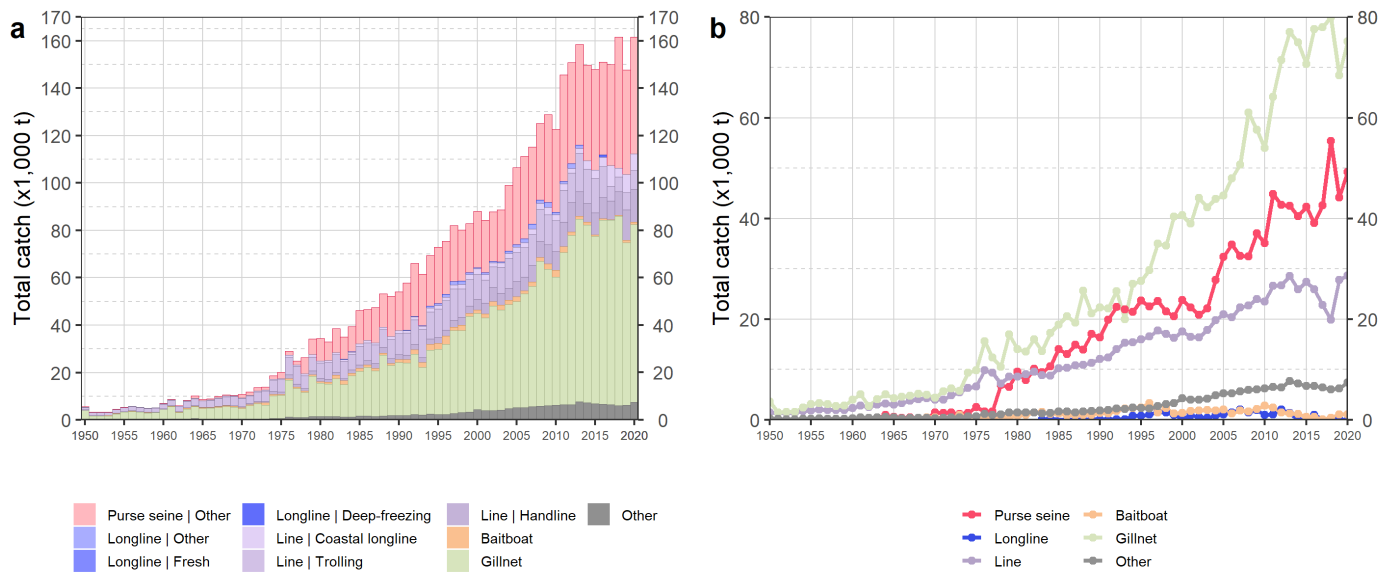 a
Total catch (x1,000 t)
170
160
140
120
100
80
60
40
20
0
170
160
140
120
100
80
60
40
20
0
1950 1955 1960 1965 1970 1975 1980 1985 1990 1995 2000 2005 2010 2015 2020
Purse seine | Other
Longline | Other
Longline | Fresh
Longline | Deep-freezing
Line | Coastal longline
Line | Trolling
Line | Handline
Baitboat
Gillnet
Other
b
Total catch (x1,000 t)
80
60
40
20
0
80
60
40
20
0
1950 1955 1960 1965 1970 1975 1980 1985 1990 1995 2000 2005 2010 2015 2020
Purse seine
Longline
Line
Baitboat
Gillnet
Other